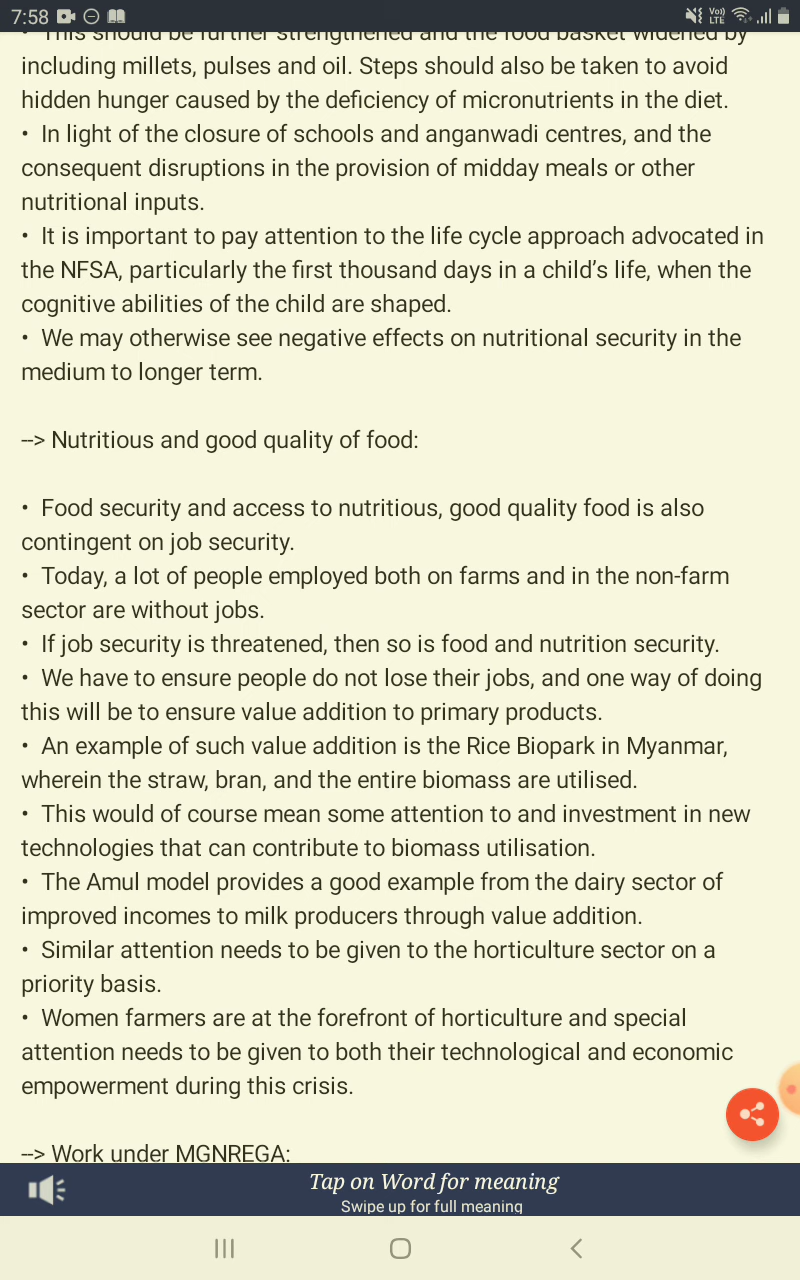 7:58
Vo))
LTE
• This should be further strengthened and the food basket widened by
including millets, pulses and oil. Steps should also be taken to avoid
hidden hunger caused by the deficiency of micronutrients in the diet.
• In light of the closure of schools and anganwadi centres, and the
consequent disruptions in the provision of midday meals or other
nutritional inputs.
• It is important to pay attention to the life cycle approach advocated in
the NFSA, particularly the first thousand days in a child’s life, when the
cognitive abilities of the child are shaped.
• We may otherwise see negative effects on nutritional security in the
medium to longer term.
--> Nutritious and good quality of food:
• Food security and access to nutritious, good quality food is also
contingent on job security.
• Today, a lot of people employed both on farms and in the non-farm
sector are without jobs.
• If job security is threatened, then so is food and nutrition security.
• We have to ensure people do not lose their jobs, and one way of doing
this will be to ensure value addition to primary products.
• An example of such value addition is the Rice Biopark in Myanmar,
wherein the straw, bran, and the entire biomass are utilised.
• This would of course mean some attention to and investment in new
technologies that can contribute to biomass utilisation.
• The Amul model provides a good example from the dairy sector of
improved incomes to milk producers through value addition.
• Similar attention needs to be given to the horticulture sector on a
priority basis.
• Women farmers are at the forefront of horticulture and special
attention needs to be given to both their technological and economic
empowerment during this crisis.
--> Work under MGNREGA:
Tap on Word for meaning
Swipe up for full meaning